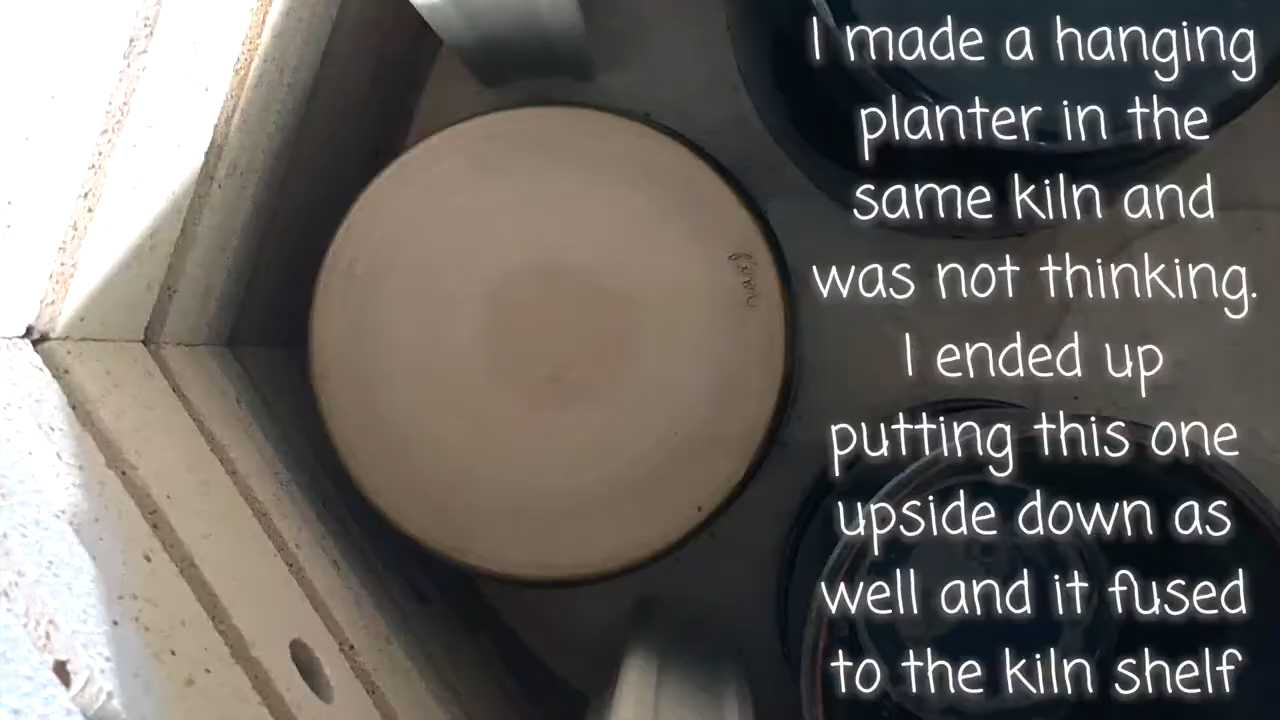 I made a hanging
planter in the
same kiln and
was not thinking.
I ended up
putting this one
upside down as
well and it fused
to the kiln shelf